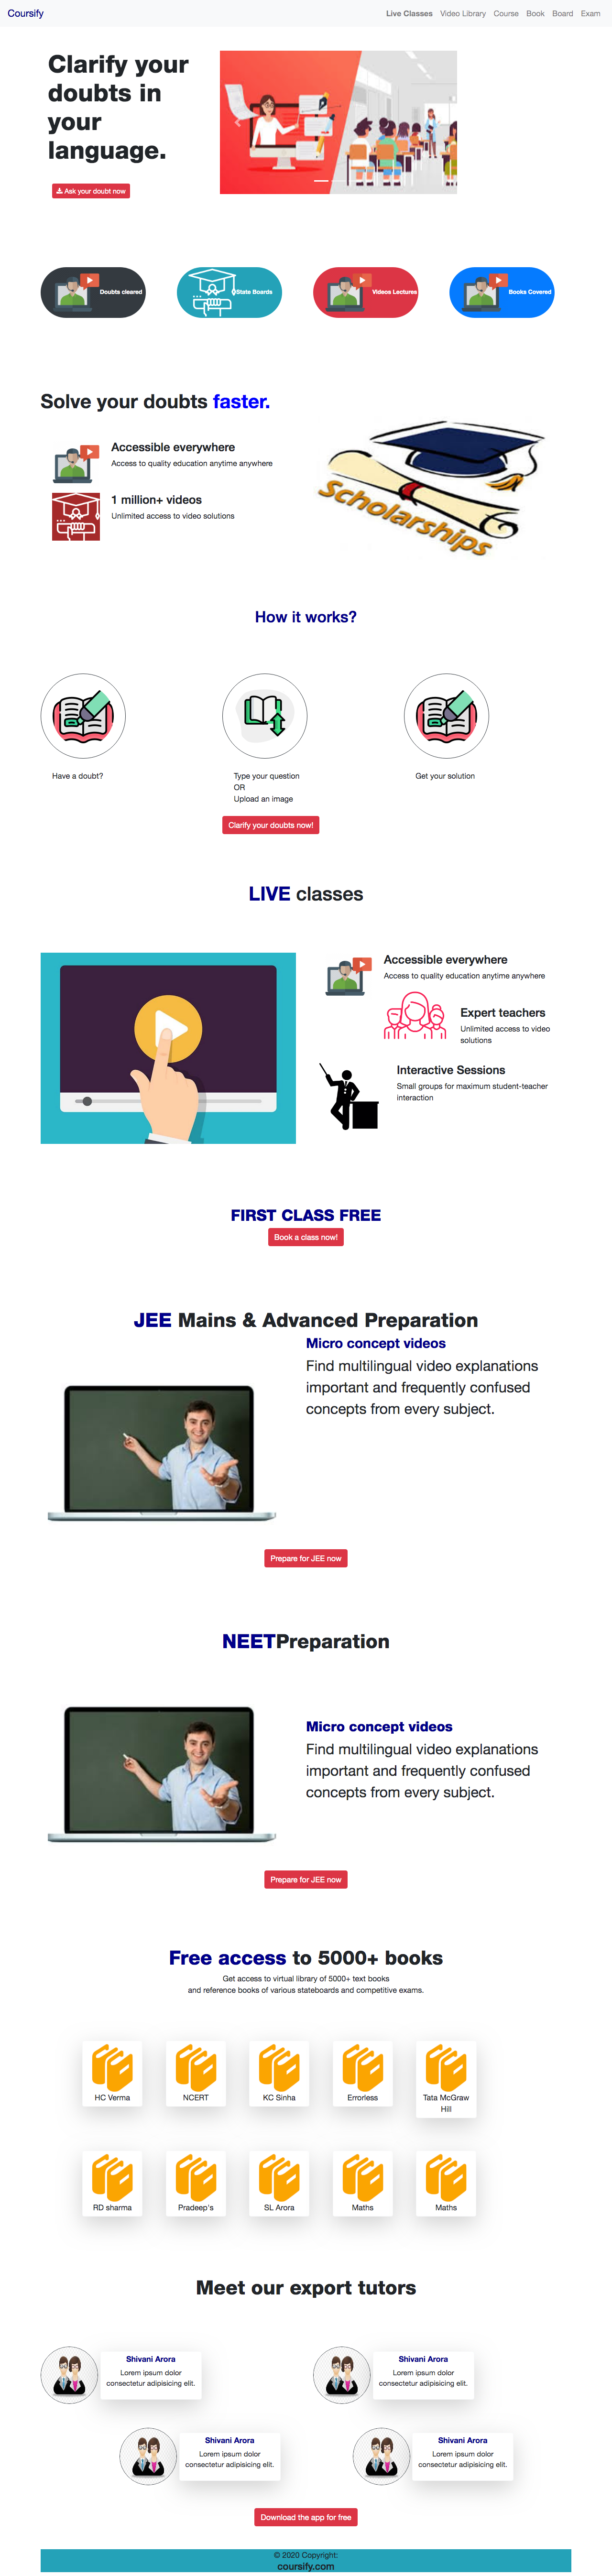 Coursify
Live Classes Video Library Course Book Board Exam
Clarify your
doubts in
your
language.
Ask your doubt now
Doubts cleared
State Boards
Videos Lectures
Books Covered
Solve your doubts faster.
Accessible everywhere
Access to quality education anytime anywhere
1 million+ videos
Unlimited access to video solutions
Scholarships
How it works?
Have a doubt?
Type your question
OR
Upload an image
Get your solution
Clarify your doubts now!
LIVE classes
Accessible everywhere
Access to quality education anytime anywhere
Expert teachers
Unlimited access to video
solutions
Interactive Sessions
Small groups for maximum student-teacher
interaction
FIRST CLASS FREE
Book a class now!
JEE Mains & Advanced Preparation
Micro concept videos
Find multilingual video explanations
important and frequently confused
concepts from every subject.
Prepare for JEE now
NEETPreparation
Micro concept videos
Find multilingual video explanations
important and frequently confused
concepts from every subject.
Prepare for JEE now
Free access to 5000+ books
Get access to virtual library of 5000+ text books
and reference books of various stateboards and competitive exams.
HC Verma
NCERT
KC Sinha
Errorless
Tata McGraw
Hill
RD sharma
Pradeep's
SL Arora
Maths
Maths
Meet our export tutors
Shivani Arora
Lorem ipsum dolor
consectetur adipisicing elit.
Shivani Arora
Lorem ipsum dolor
consectetur adipisicing elit.
Shivani Arora
Lorem ipsum dolor
consectetur adipisicing elit.
Shivani Arora
Lorem ipsum dolor
consectetur adipisicing elit.
Download the app for free
© 2020 Copyright:
coursify.com